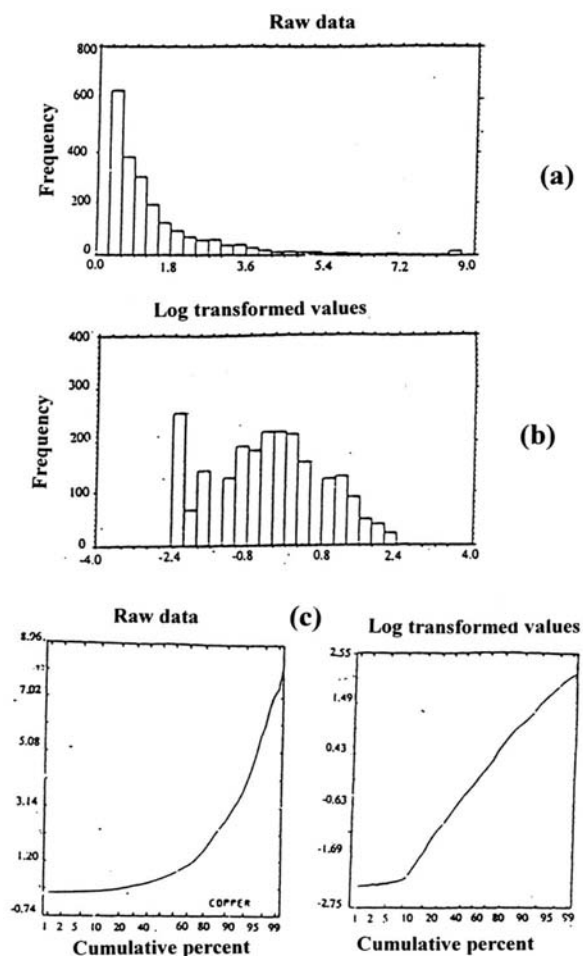 Raw data
800
600
400
200
0
Frequency
0.0 1.8 3.6 5.4 7.2 9.0
(a)
Log transformed values
400
300
200
100
0
Frequency
-4.0 -2.4 -0.8 0.8 2.4 4.0
(b)
(c)
Raw data
8.96
7.02
5.08
3.14
1.20
-0.74
COPPER
1 2 5 10 20 40 60 80 90 95 99
Cumulative percent
Log transformed values
2.55
1.49
0.43
-0.63
-1.69
-2.75
1 2 5 10 20 40 60 80 90 95 99
Cumulative percent